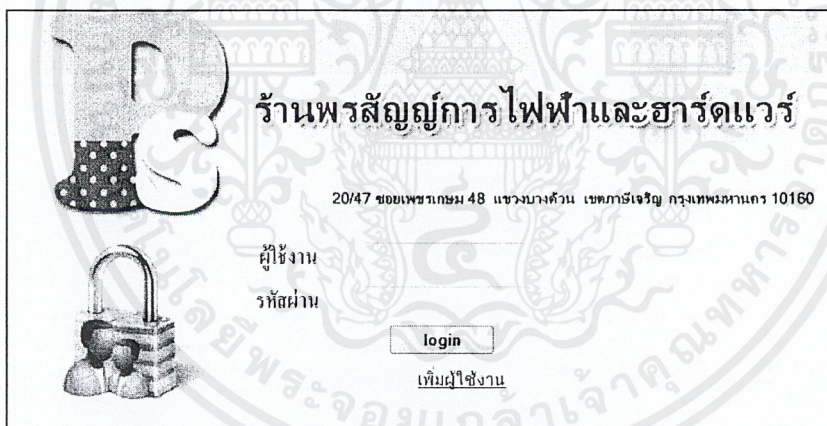 PS
ร้านพรสัญญ์การไฟฟ้าและฮาร์ดแวร์
20/47 ซอยเพชรเกษม 48 แขวงบางด้วน เขตภาษีเจริญ กรุงเทพมหานคร 10160
ผู้ใช้งาน
รหัสผ่าน
login
เพิ่มผู้ใช้งาน